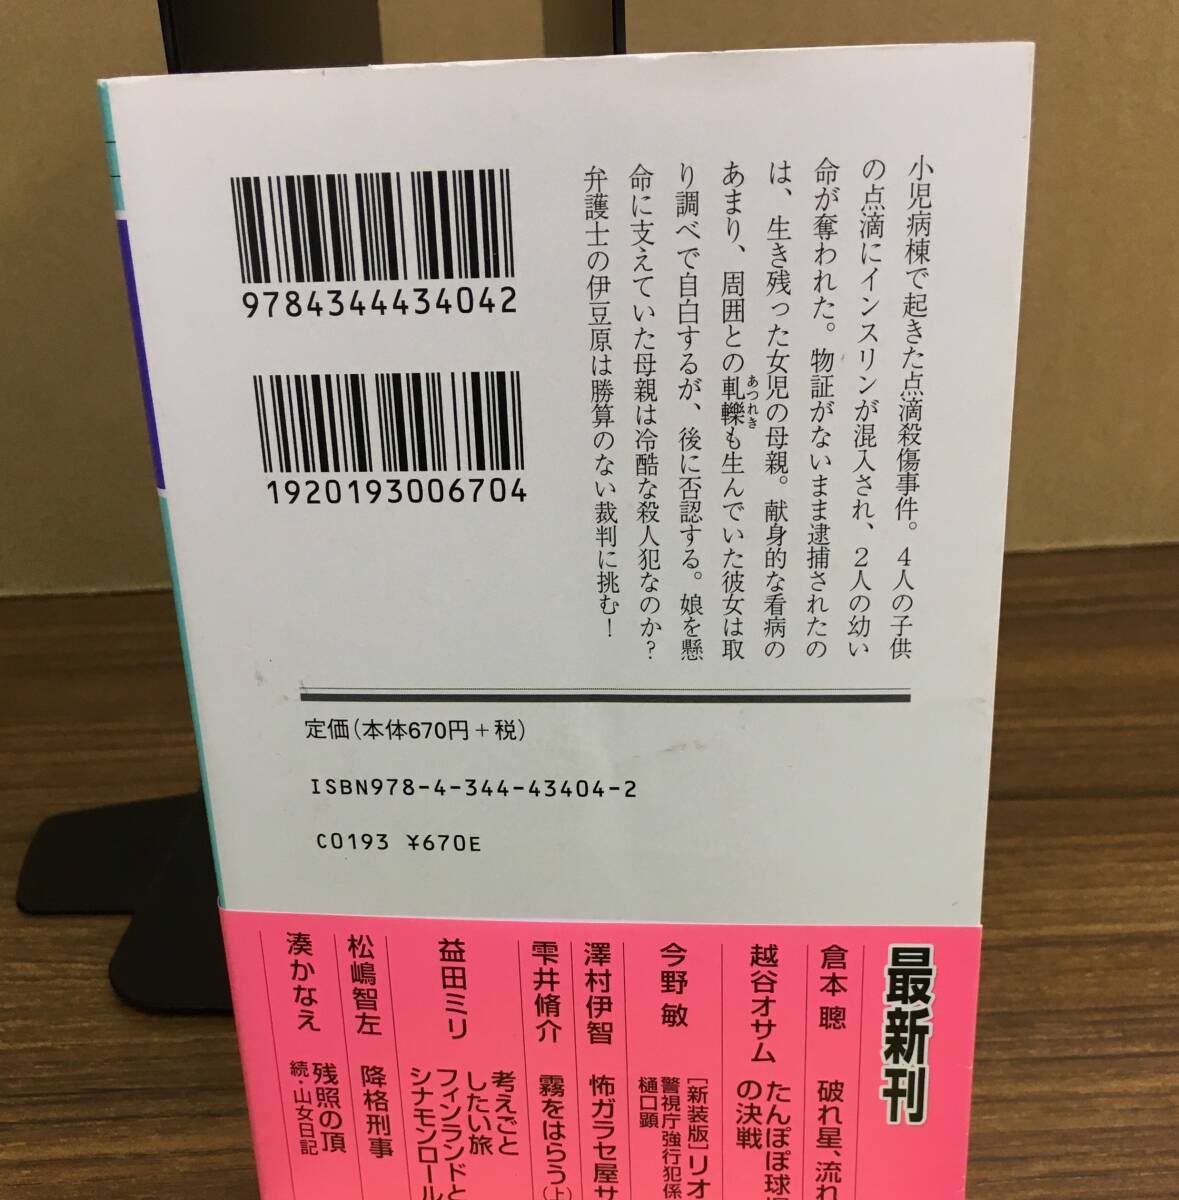 小児病棟で起きた点滴殺傷事件。4人の子供
の点滴にインスリンが混入され、2人の幼い
命が奪われた。物証がないまま逮捕されたの
は、生き残った女児の母親。献身的な看病の
あまり、周囲との軋轢も生んでいた彼女は取
あつれき
り調べで自白するが、後に否認する。娘を懸
命に支えていた母親は冷酷な殺人犯なのか?
弁護士の伊豆原は勝算のない裁判に挑む!
9784344434042
1920193006704
定価(本体670円+税)
ISBN978-4-344-43404-2
C0193 ¥670E
最新刊
倉本 聰 破れ星、流れ
越谷オサム たんぽぽ球場
の決戦
今野 敏 [新装版]リオ
警視庁強行犯係
樋口顕
澤村伊智 怖ガラセ屋サ
雫井脩介 霧をはらう(上)
益田ミリ 考えごと
したい旅
フィンランドと
シナモンロール
松嶋智左 降格刑事
湊かなえ 残照の頂
続・山女日記